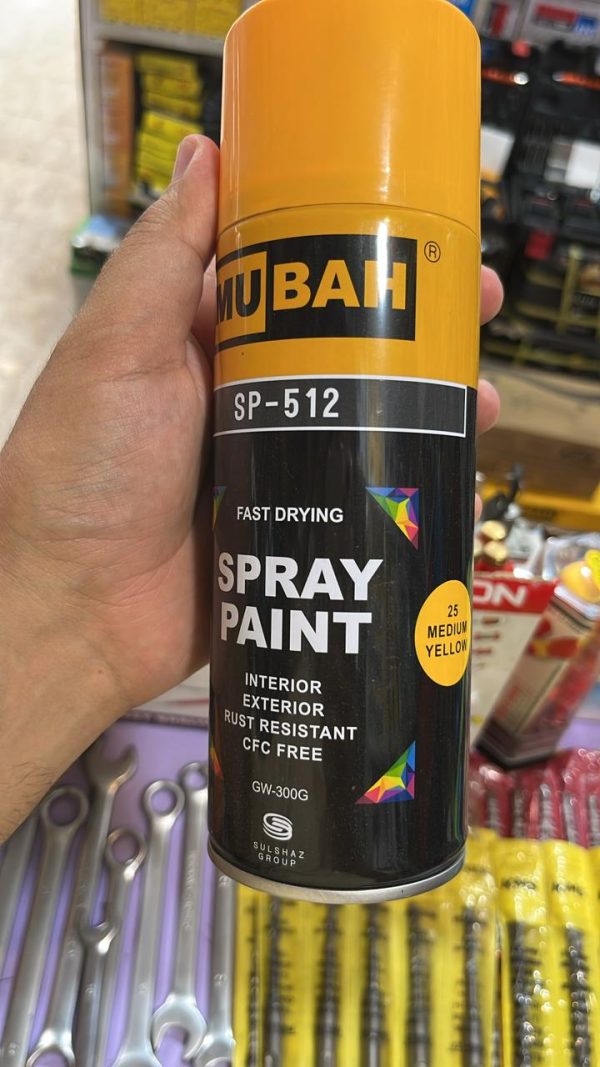 MUBAH
®
SP-512
FAST DRYING
SPRAY
PAINT
25
MEDIUM
YELLOW
INTERIOR
EXTERIOR
RUST RESISTANT
CFC FREE
GW-300G
SULSHAZ
GROUP
ON